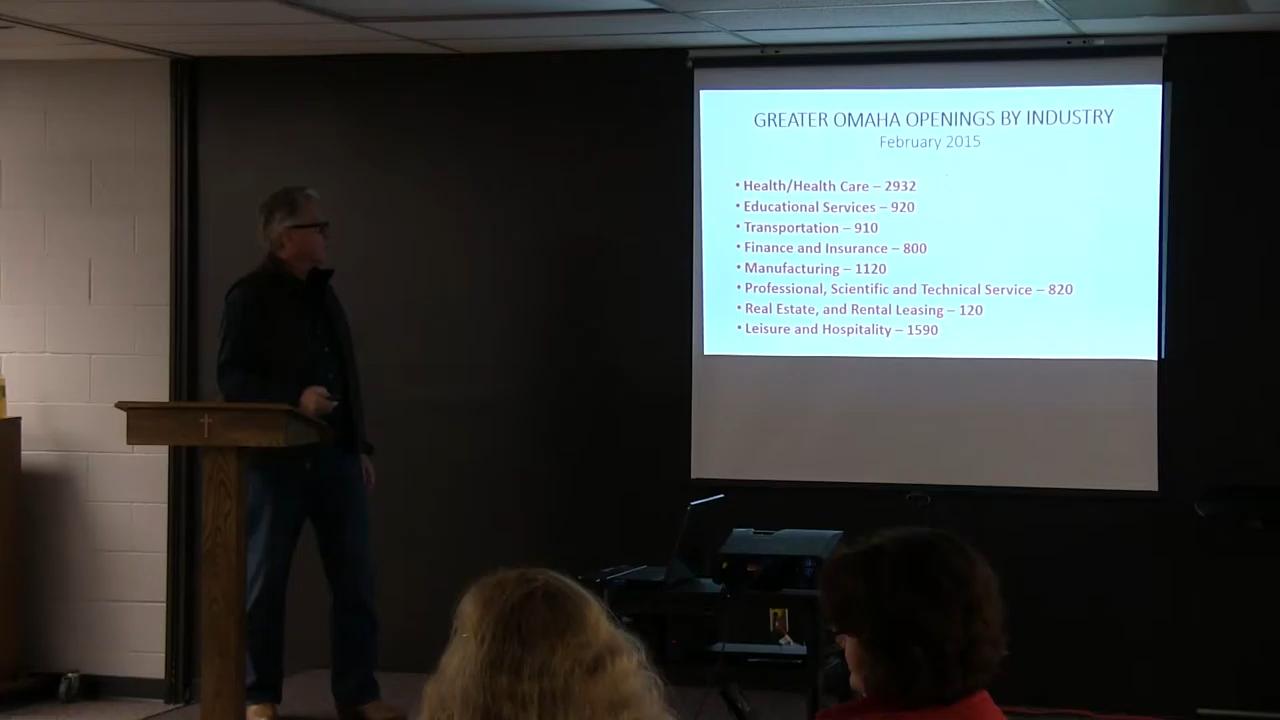 GREATER OMAHA OPENINGS BY INDUSTRY
February 2015
• Health/Health Care – 2932
• Educational Services – 920
• Transportation – 910
• Finance and Insurance – 800
• Manufacturing – 1120
• Professional, Scientific and Technical Service – 820
• Real Estate, and Rental Leasing – 120
• Leisure and Hospitality – 1590